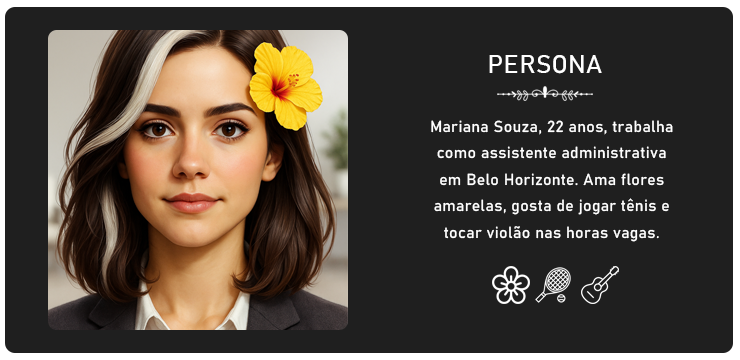 PERSONA
Mariana Souza, 22 anos, trabalha
como assistente administrativa
em Belo Horizonte. Ama flores
amarelas, gosta de jogar tênis e
tocar violão nas horas vagas.